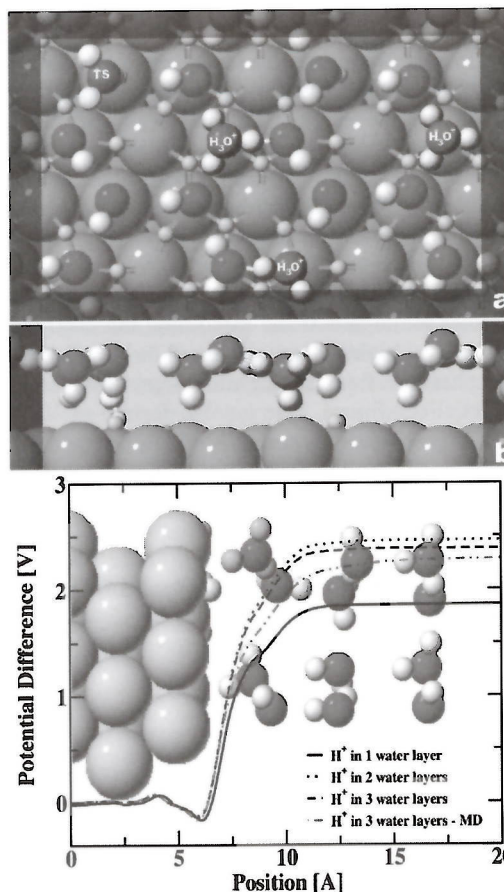 TS
H₃O⁺
H₃O⁺
H₃O⁺
a
b
3
2
1
0
Potential Difference [V]
H⁺ in 1 water layer
H⁺ in 2 water layers
H⁺ in 3 water layers
H⁺ in 3 water layers - MD
0 5 10 15 20
Position [A]